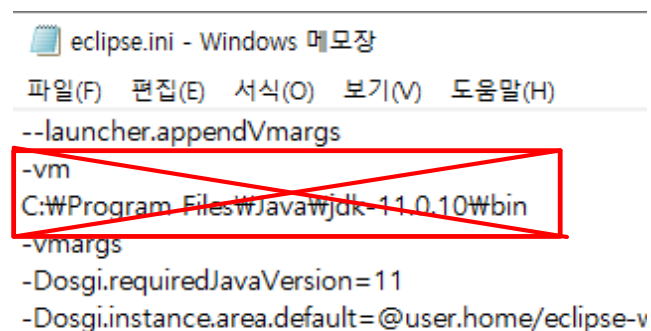 eclipse.ini - Windows 메모장
파일(F) 편집(E) 서식(O) 보기(V) 도움말(H)
--launcher.appendVmargs
-vm
C:₩Program Files₩Java₩jdk-11.0.10₩bin
-vmargs
-Dosgi.requiredJavaVersion=11
-Dosgi.instance.area.default=@user.home/eclipse-w